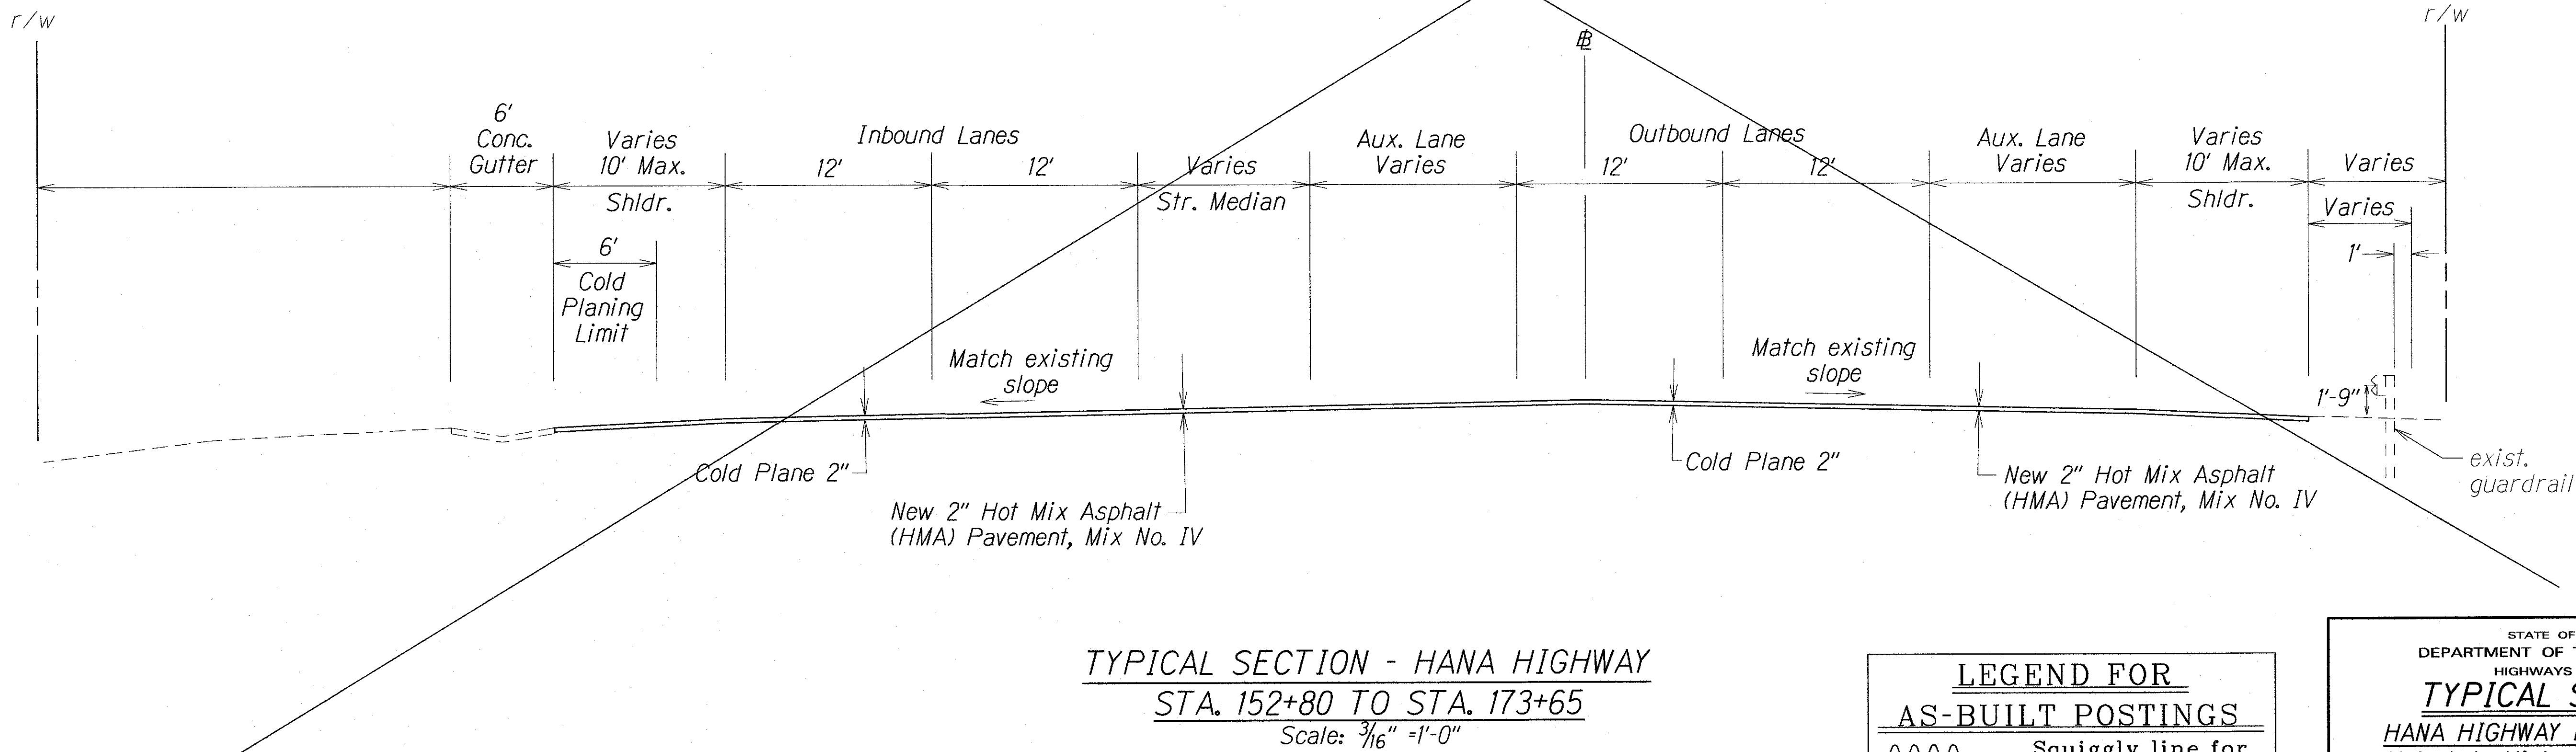 r/w
r/w
℄
6'
Conc.
Gutter
Varies
10' Max.
Shldr.
Inbound Lanes
12'
12'
Varies
Str. Median
Aux. Lane
Varies
Outbound Lanes
12'
12'
Aux. Lane
Varies
Varies
10' Max.
Shldr.
Varies
Varies
1'
6'
Cold
Planing
Limit
Match existing
slope
Match existing
slope
1'-9"
Cold Plane 2"
New 2" Hot Mix Asphalt
(HMA) Pavement, Mix No. IV
Cold Plane 2"
New 2" Hot Mix Asphalt
(HMA) Pavement, Mix No. IV
exist.
guardrail
TYPICAL SECTION - HANA HIGHWAY
STA. 152+80 TO STA. 173+65
Scale: 3/16" =1'-0"
LEGEND FOR
AS-BUILT POSTINGS
Squiggly line for
STATE OF
DEPARTMENT OF
HIGHWAYS
TYPICAL S
HANA HIGHWAY